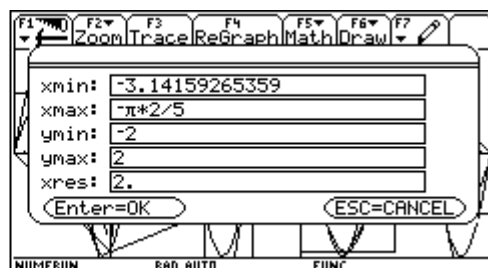 F1 F2 F3 F4 F5 F6 F7
Zoom Trace ReGraph Math Draw
xmin: -3.14159265359
xmax: -π*2/5
ymin: -2
ymax: 2
xres: 2.
Enter=OK ESC=CANCEL
NUMERUN RAD AUTO FUNC